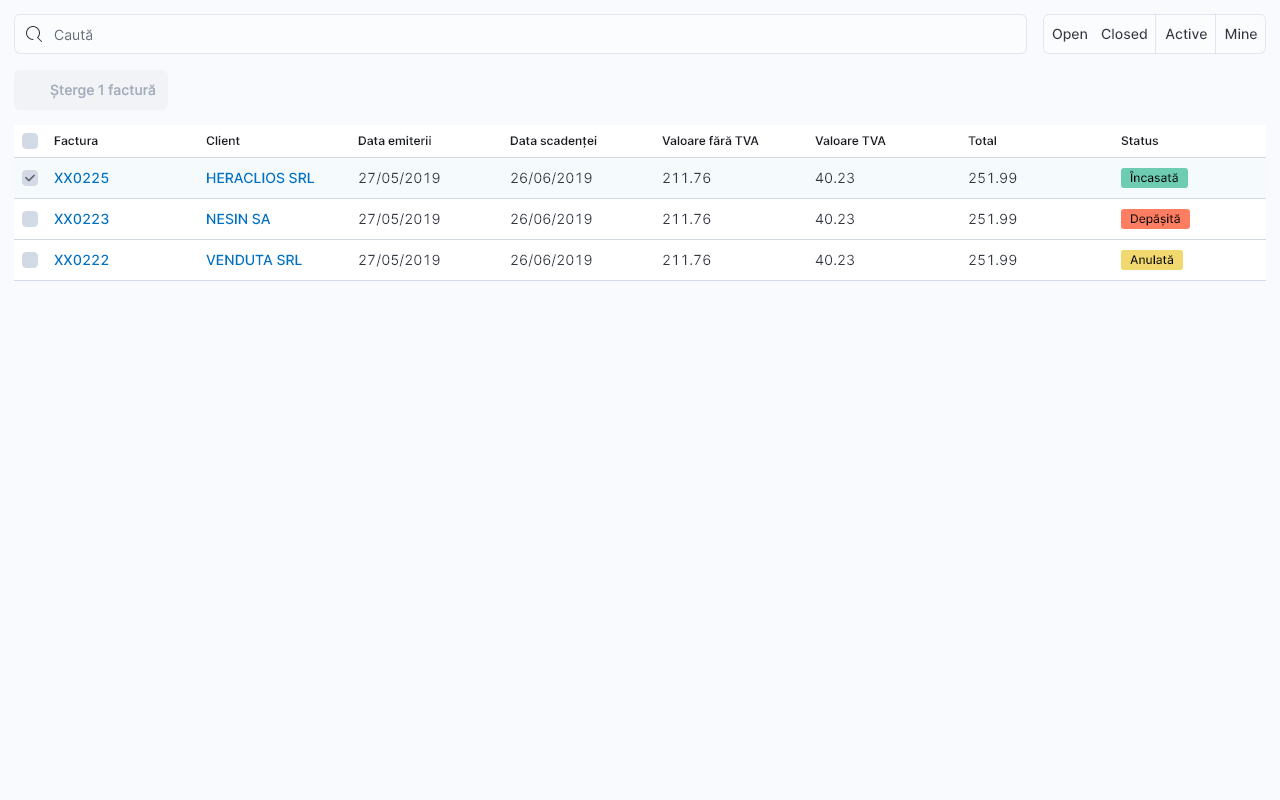 Caută
Open Closed Active Mine
Șterge 1 factură
Factura Client Data emiterii Data scadenței Valoare fără TVA Valoare TVA Total Status
XX0225 HERACLIOS SRL 27/05/2019 26/06/2019 211.76 40.23 251.99 Încasată
XX0223 NESIN SA 27/05/2019 26/06/2019 211.76 40.23 251.99 Depășită
XX0222 VENDUTA SRL 27/05/2019 26/06/2019 211.76 40.23 251.99 Anulată